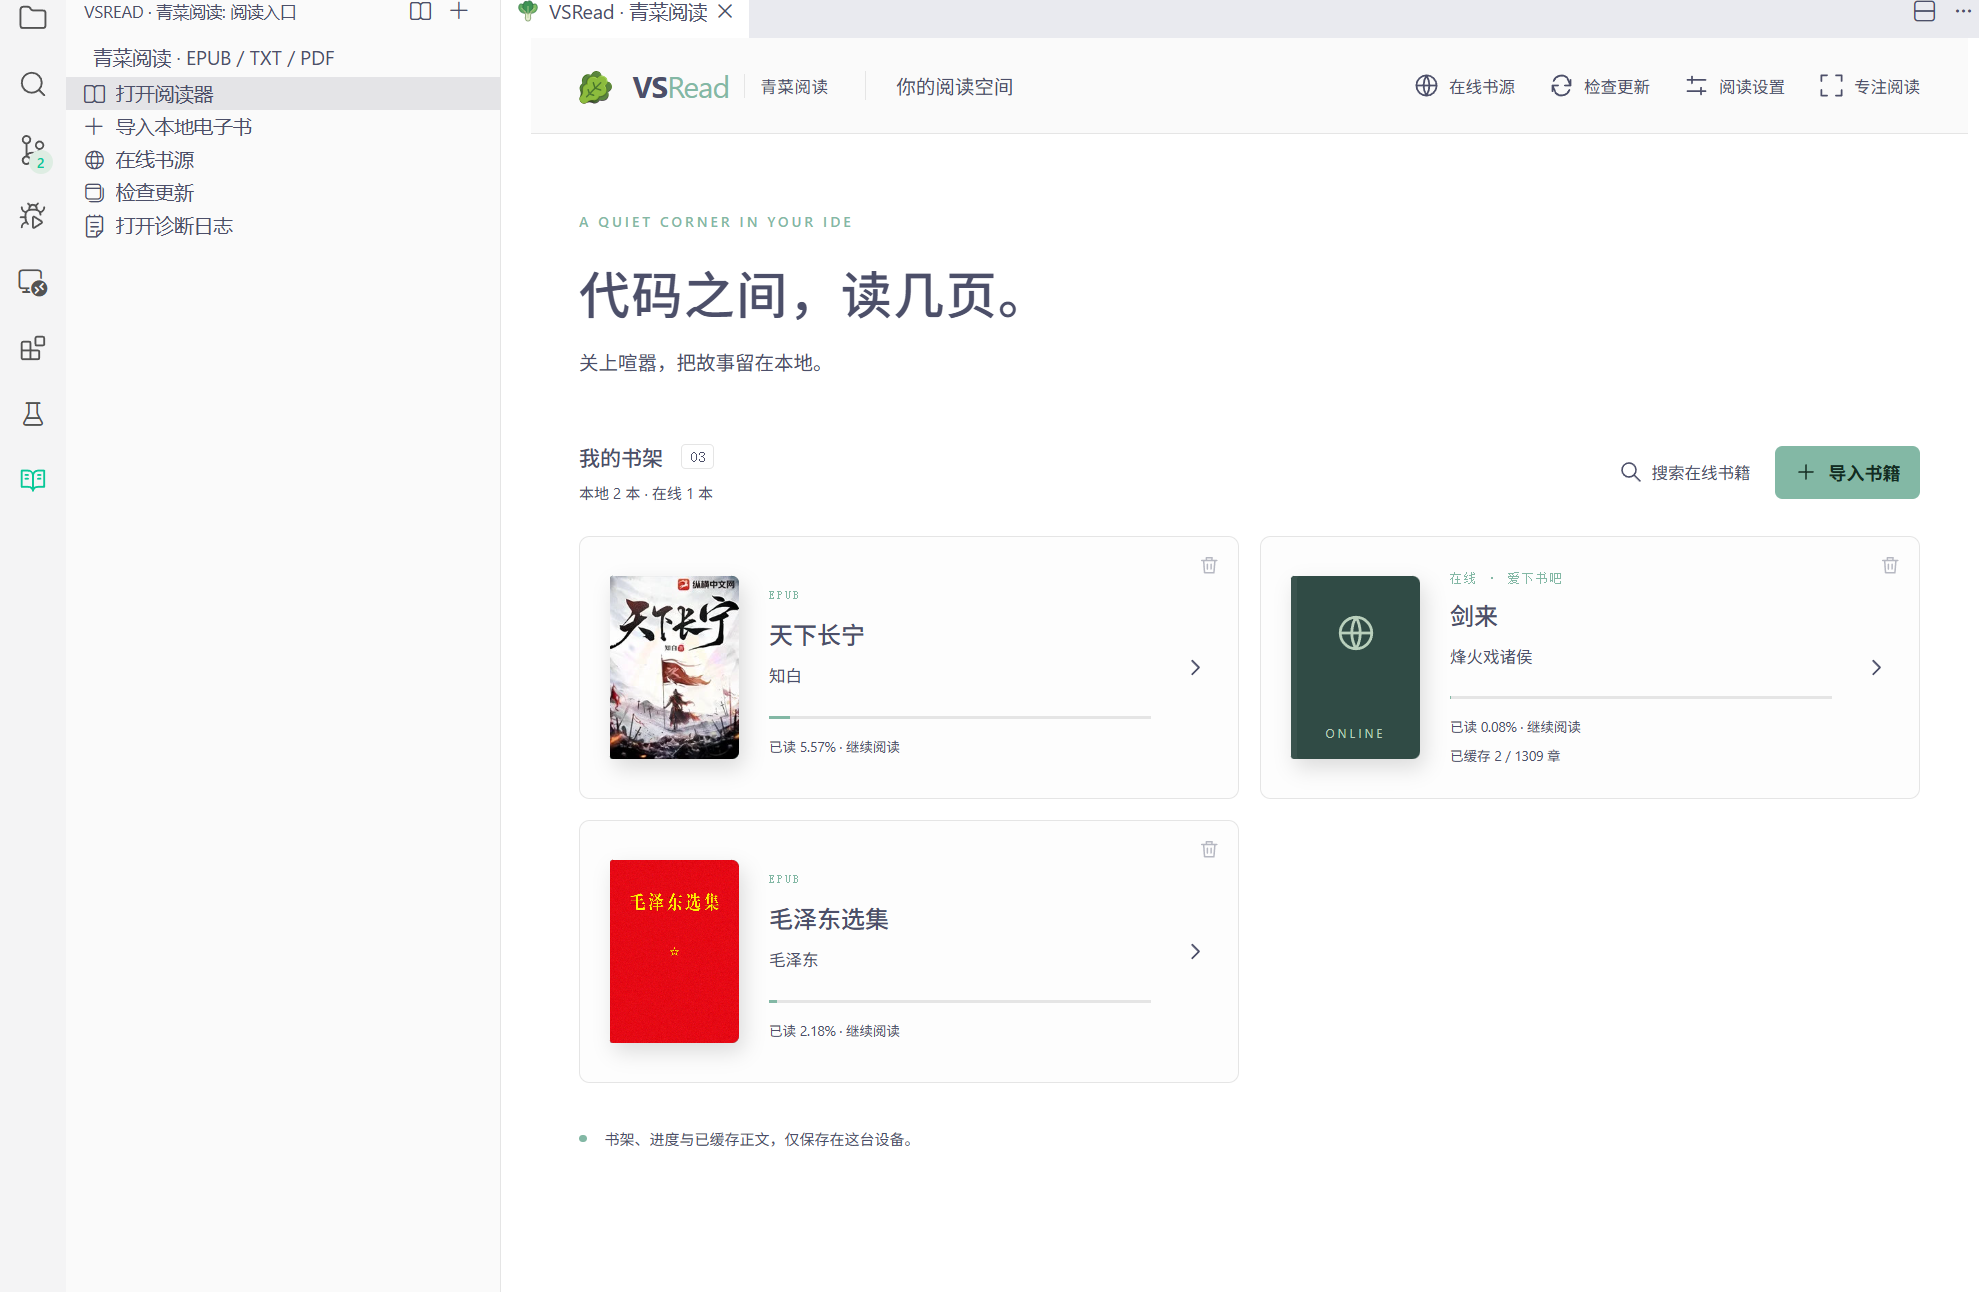 VSREAD · 青菜阅读: 阅读入口
青菜阅读 · EPUB / TXT / PDF
打开阅读器
导入本地电子书
在线书源
检查更新
打开诊断日志
2
VSRead · 青菜阅读
VSRead 青菜阅读 你的阅读空间
在线书源 检查更新 阅读设置 专注阅读
A QUIET CORNER IN YOUR IDE
代码之间，读几页。
关上喧嚣，把故事留在本地。
我的书架 03
本地 2 本 · 在线 1 本
搜索在线书籍 导入书籍
纵横中文网
天下长宁
知白
EPUB
天下长宁
知白
已读 5.57% · 继续阅读
ONLINE
在线 · 爱下书吧
剑来
烽火戏诸侯
已读 0.08% · 继续阅读
已缓存 2 / 1309 章
毛泽东选集
EPUB
毛泽东选集
毛泽东
已读 2.18% · 继续阅读
书架、进度与已缓存正文，仅保存在这台设备。